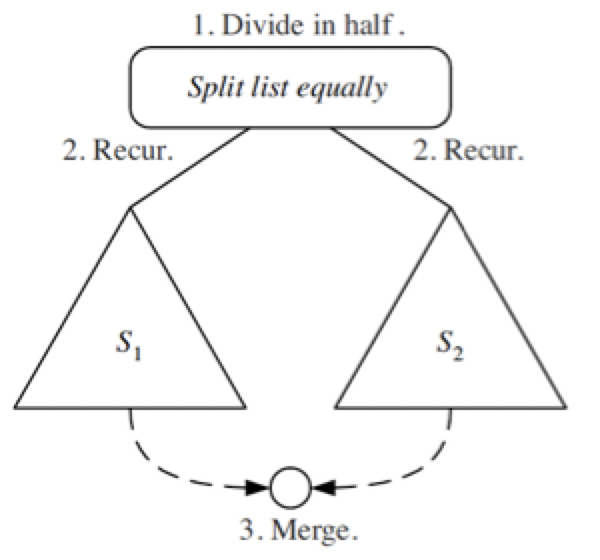 1. Divide in half.
Split list equally
2. Recur.
2. Recur.
S1
S2
3. Merge.